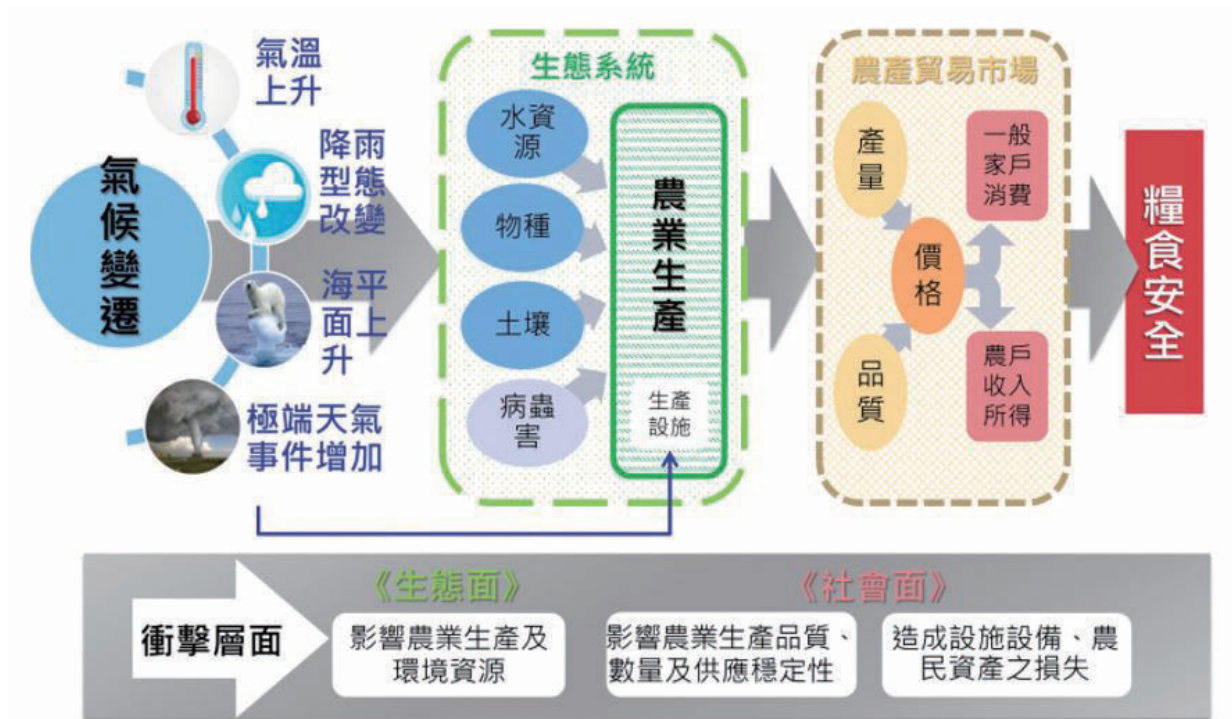 氣候變遷
氣溫
上升
降雨
型態
改變
海平
面上
升
極端天氣
事件增加
生態系統
水資
源
物種
土壤
病蟲
害
農業生產
生產
設施
農產貿易市場
產量
品質
價格
一般
家戶
消費
農戶
收入
所得
糧食安全
衝擊層面
《生態面》
影響農業生產及
環境資源
《社會面》
影響農業生產品質、
數量及供應穩定性
造成設施設備、農
民資產之損失